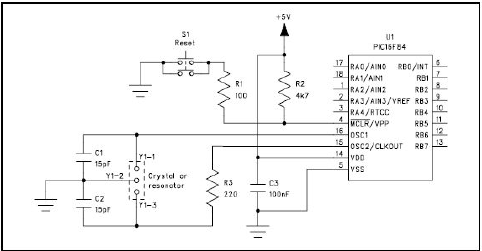 +5V
S1
Reset
U1
PIC16F84
R1
100
R2
4k7
17 RA0/AIN0 RB0/INT 6
18 RA1/AIN1 RB1 7
1 RA2/AIN2 RB2 8
2 RA3/AIN3/VREF RB3 9
3 RA4/RTCC RB4 10
4 MCLR/VPP RB5 11
16 OSC1 RB6 12
15 OSC2/CLKOUT RB7 13
14 VDD
5 VSS
C1
15pF
Y1-1
Y1-2
Crystal or
resonator
Y1-3
C2
15pF
R3
220
C3
100nF